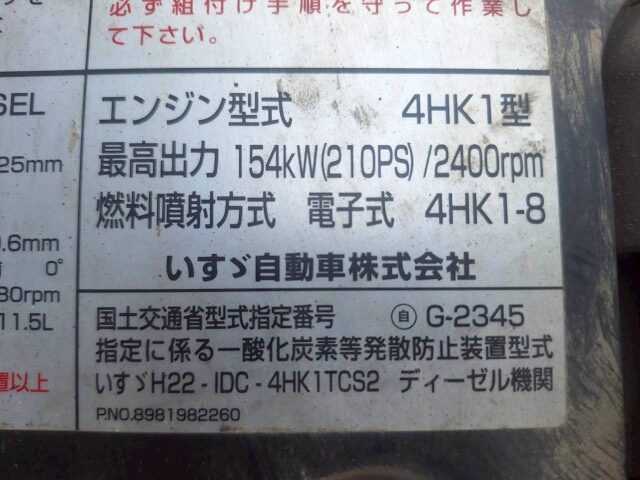 必ず組付け手順を守って作業し
て下さい。
SEL
25mm
.6mm
0°
30rpm
11.5L
置以上
エンジン型式 4HK1型
最高出力 154kW(210PS)/2400rpm
燃料噴射方式 電子式 4HK1-8
いすゞ自動車株式会社
国土交通省型式指定番号 ㊀自 G-2345
指定に係る一酸化炭素等発散防止装置型式
いすゞH22 - IDC - 4HK1TCS2 ディーゼル機関
P.NO.8981982260